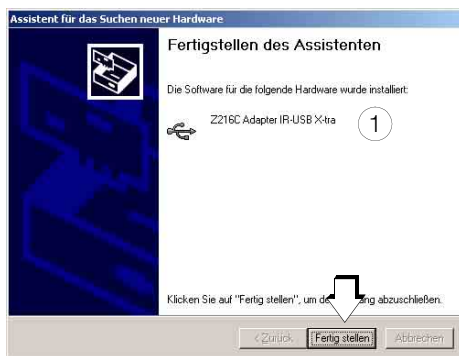 Assistent für das Suchen neuer Hardware
Fertigstellen des Assistenten
Die Software für die folgende Hardware wurde installiert:
Z216C Adapter IR-USB X-tra
1
Klicken Sie auf "Fertig stellen", um de ng abzuschließen.
< Zurück Fertig stellen Abbrechen